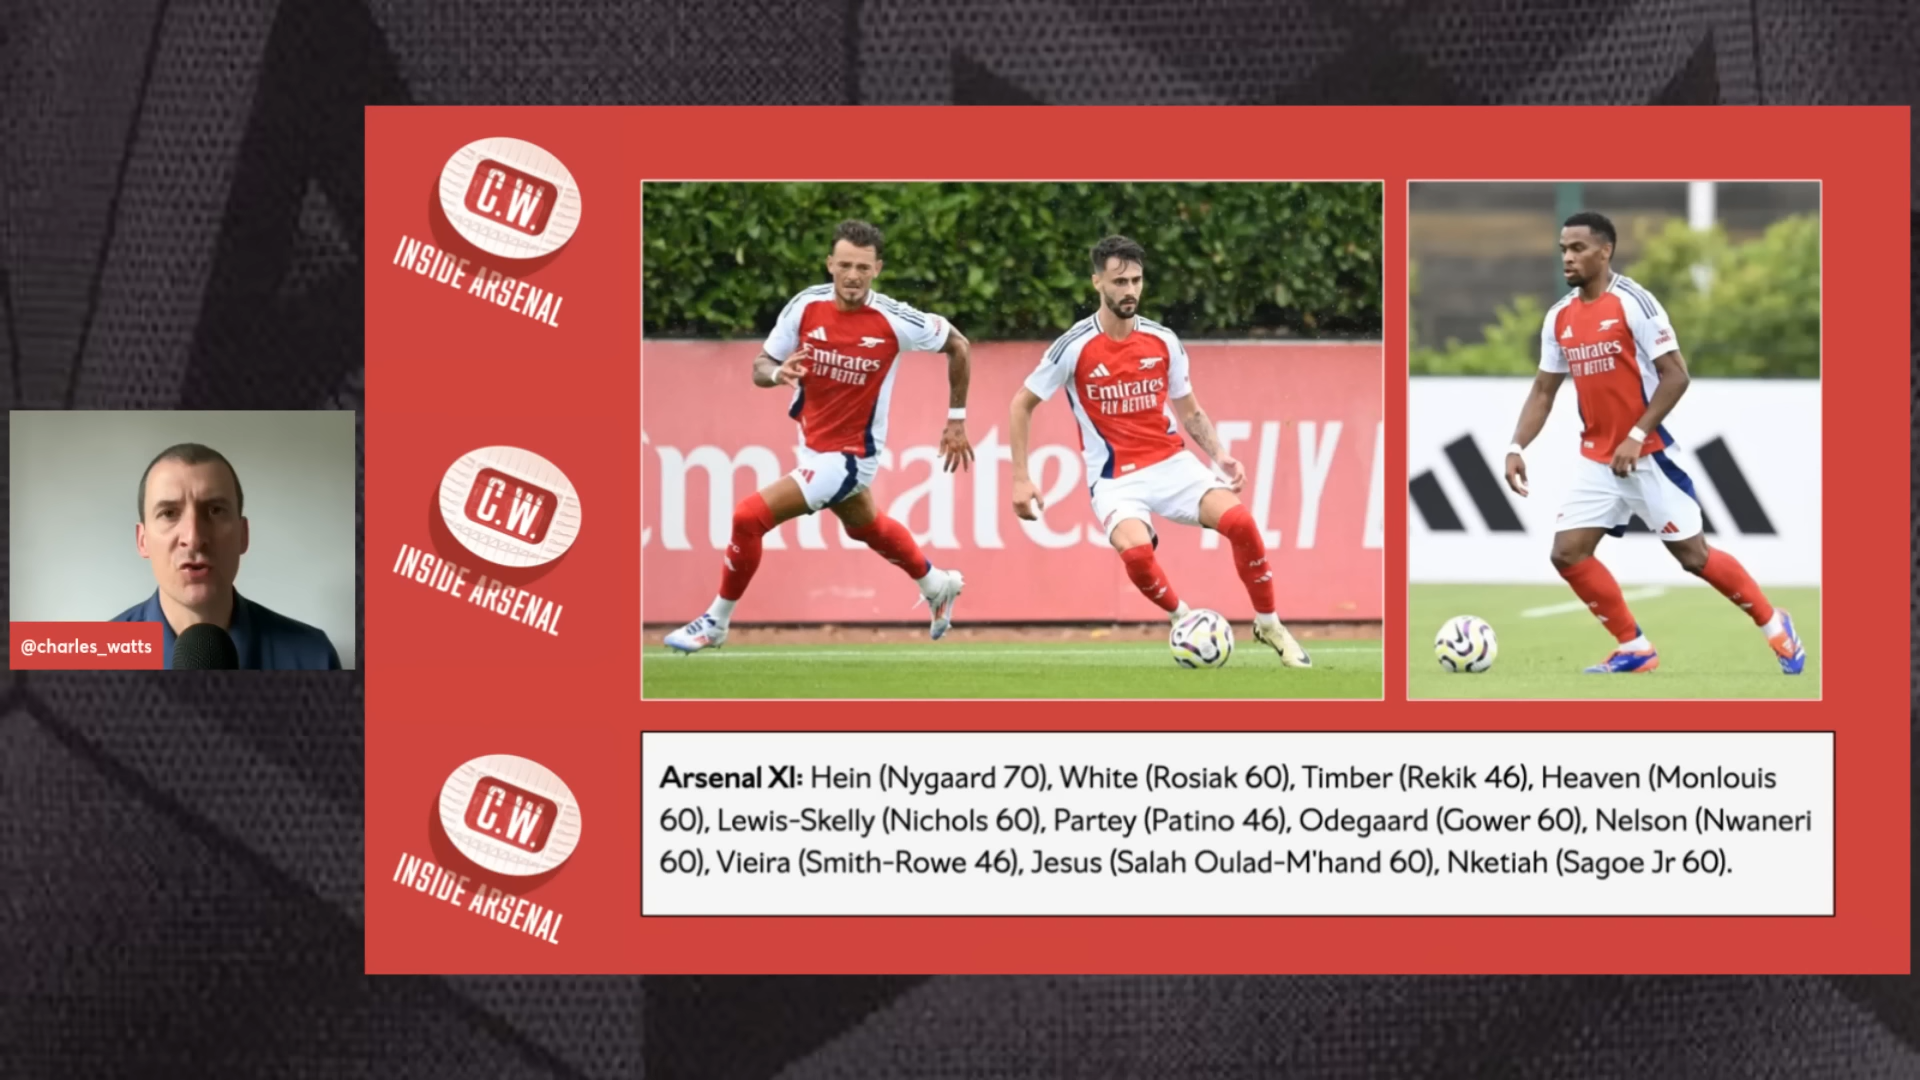 C.W.
INSIDE ARSENAL
C.W.
INSIDE ARSENAL
C.W.
INSIDE ARSENAL
@charles_watts
Emirates
FLY BETTER
Emirates
FLY BETTER
Emirates
FLY BETTER
Emirates FLY
Arsenal XI: Hein (Nygaard 70), White (Rosiak 60), Timber (Rekik 46), Heaven (Monlouis
60), Lewis-Skelly (Nichols 60), Partey (Patino 46), Odegaard (Gower 60), Nelson (Nwaneri
60), Vieira (Smith-Rowe 46), Jesus (Salah Oulad-M'hand 60), Nketiah (Sagoe Jr 60).